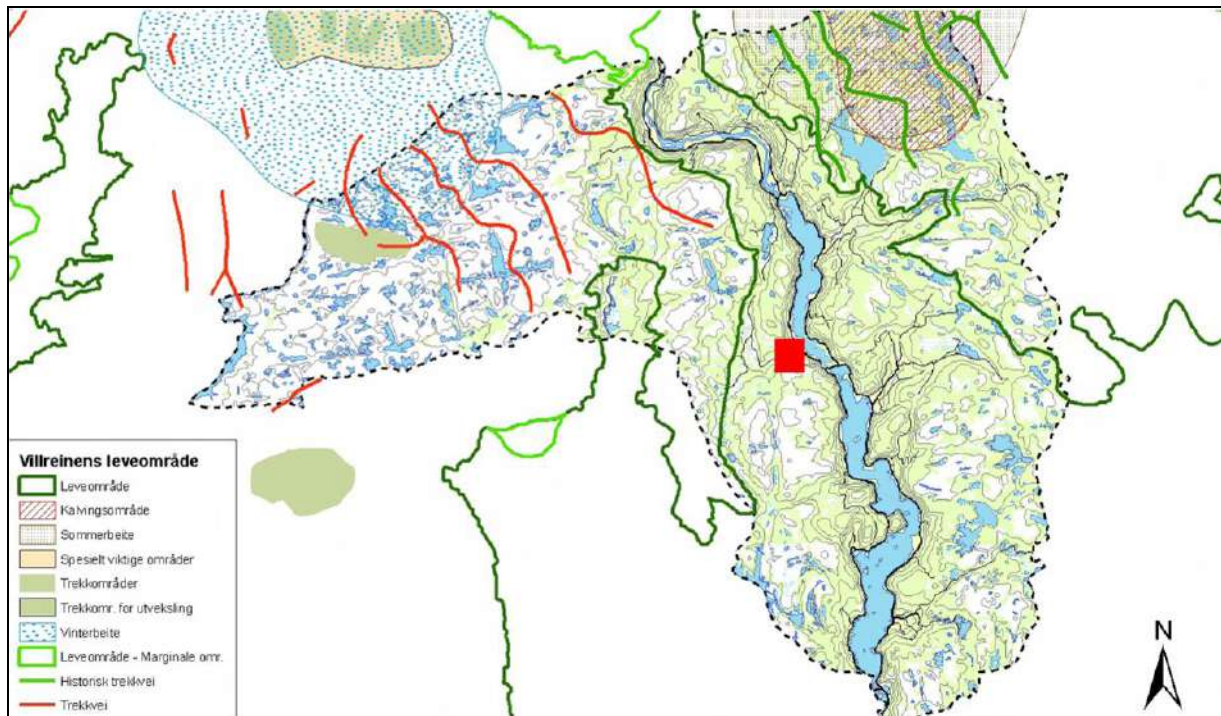 Villreinens leveområde
Leveområde
Kalvingsområde
Sommerbeite
Spesielt viktige områder
Trekkområder
Trekkomr. for utveksling
Vinterbeite
Leveområde - Marginale omr.
Historisk trekkvei
Trekkvei
N